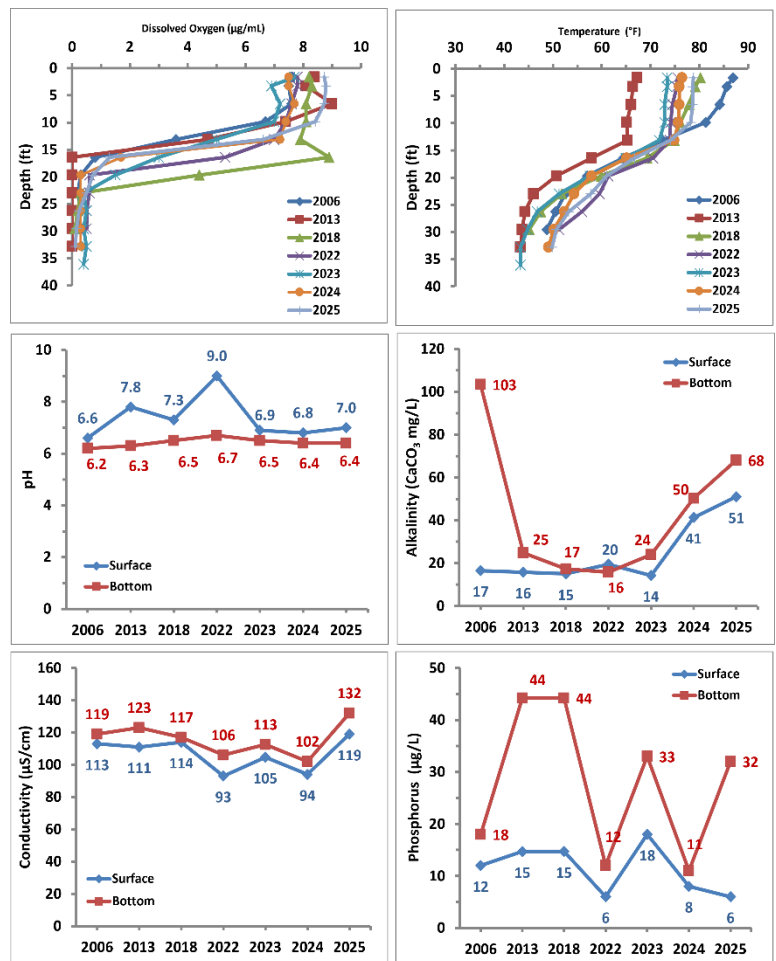 Dissolved Oxygen (µg/mL)
0 2 4 6 8 10
Depth (ft)
0
5
10
15
20
25
30
35
40
2006
2013
2018
2022
2023
2024
2025
Temperature (°F)
30 40 50 60 70 80 90
Depth (ft)
0
5
10
15
20
25
30
35
40
2006
2013
2018
2022
2023
2024
2025
pH
10
8
6
4
2
0
6.6 7.8 7.3 9.0 6.9 6.8 7.0
6.2 6.3 6.5 6.7 6.5 6.4 6.4
Surface
Bottom
2006 2013 2018 2022 2023 2024 2025
Alkalinity (CaCO₃ mg/L)
120
100
80
60
40
20
0
Surface
Bottom
103 25 17 16 24 50 68
17 16 15 20 14 41 51
2006 2013 2018 2022 2023 2024 2025
Conductivity (µS/cm)
160
140
120
100
80
60
40
20
0
119 123 117 106 113 102 132
113 111 114 93 105 94 119
Surface
Bottom
2006 2013 2018 2022 2023 2024 2025
Phosphorus (µg/L)
50
40
30
20
10
0
Surface
Bottom
18 44 44 12 33 11 32
12 15 15 6 18 8 6
2006 2013 2018 2022 2023 2024 2025